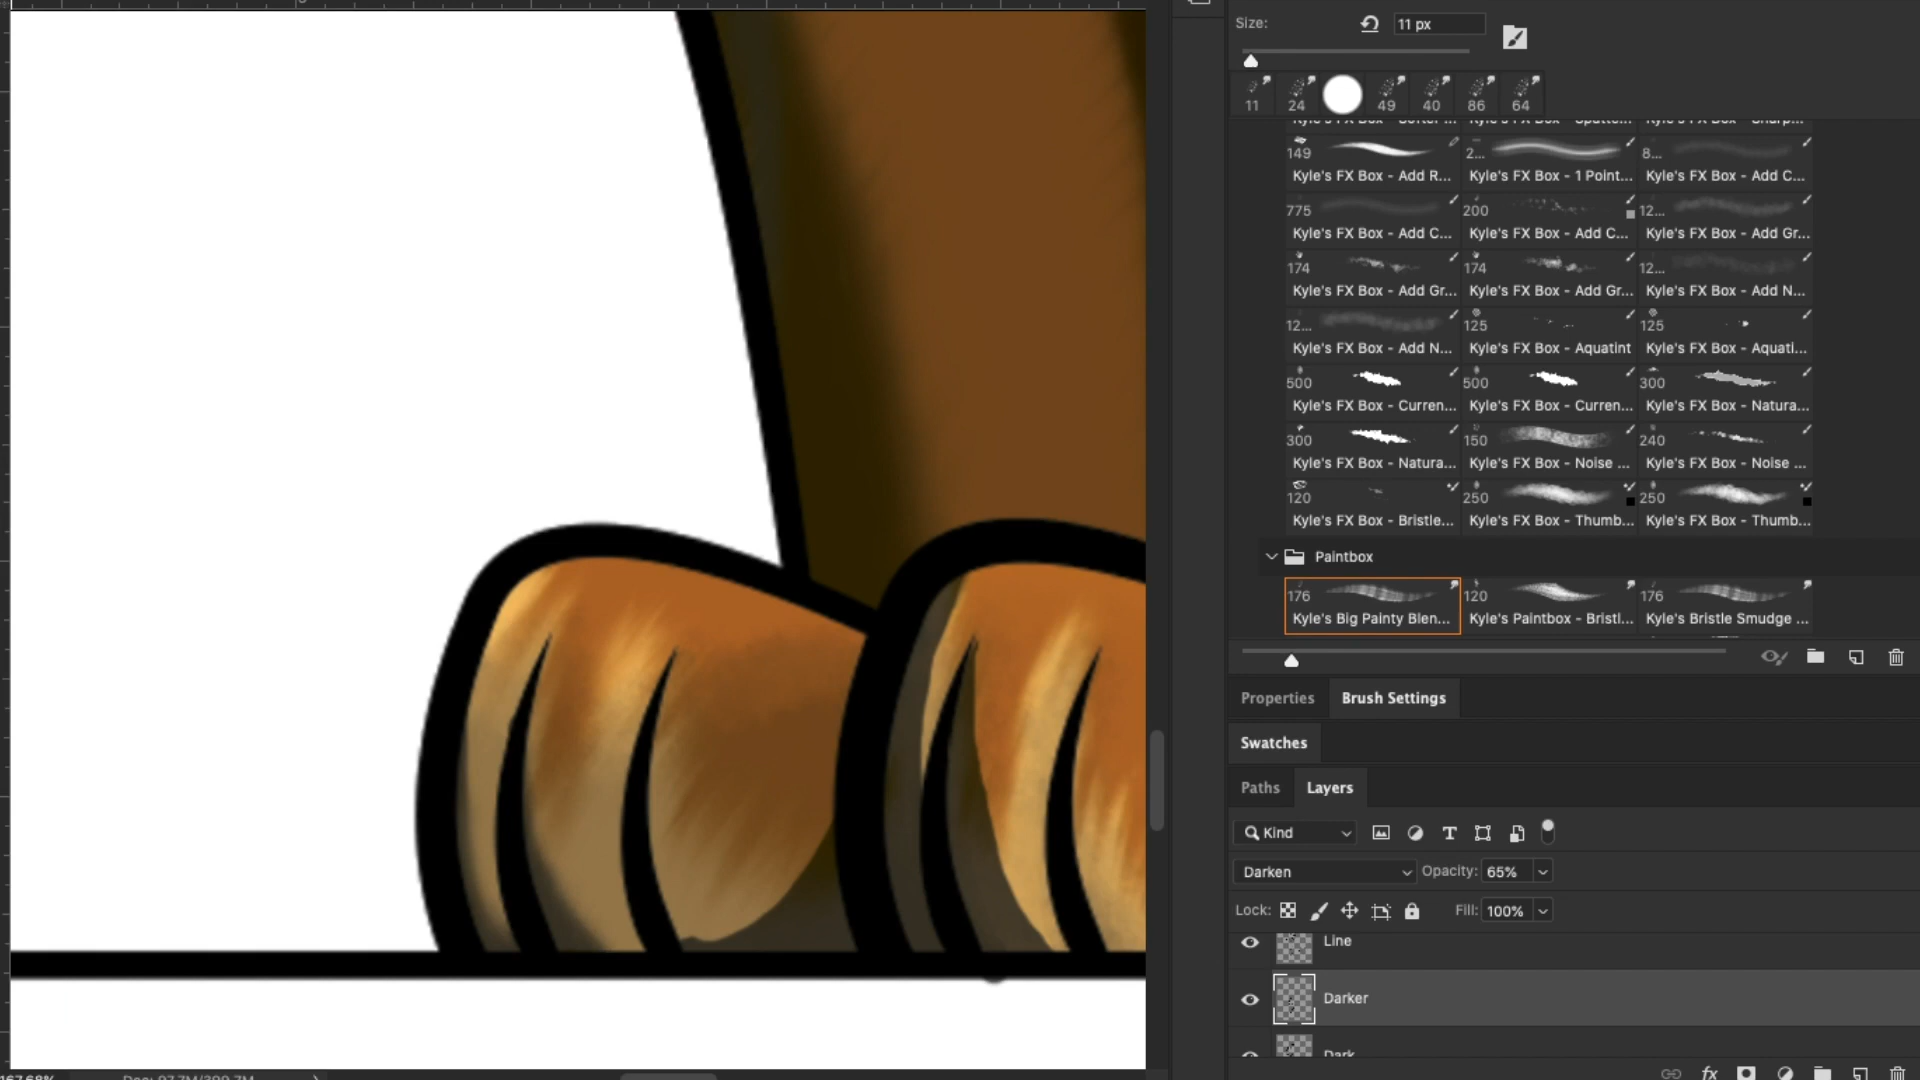 Size: 11 px
11 24 49 40 86 64
149 2... 8...
Kyle's FX Box - Add R... Kyle's FX Box - 1 Point... Kyle's FX Box - Add C...
775 200 12...
Kyle's FX Box - Add C... Kyle's FX Box - Add C... Kyle's FX Box - Add Gr...
174 174 12...
Kyle's FX Box - Add Gr... Kyle's FX Box - Add Gr... Kyle's FX Box - Add N...
12... 125 125
Kyle's FX Box - Add N... Kyle's FX Box - Aquatint Kyle's FX Box - Aquati...
500 500 300
Kyle's FX Box - Curren... Kyle's FX Box - Curren... Kyle's FX Box - Natura...
300 150 240
Kyle's FX Box - Natura... Kyle's FX Box - Noise ... Kyle's FX Box - Noise ...
120 250 250
Kyle's FX Box - Bristle... Kyle's FX Box - Thumb... Kyle's FX Box - Thumb...
Paintbox
176 120 176
Kyle's Big Painty Blen... Kyle's Paintbox - Bristl... Kyle's Bristle Smudge ...
Properties Brush Settings
Swatches
Paths Layers
Kind
Darken Opacity: 65%
Lock: Fill: 100%
Line
Darker
Dark
fx